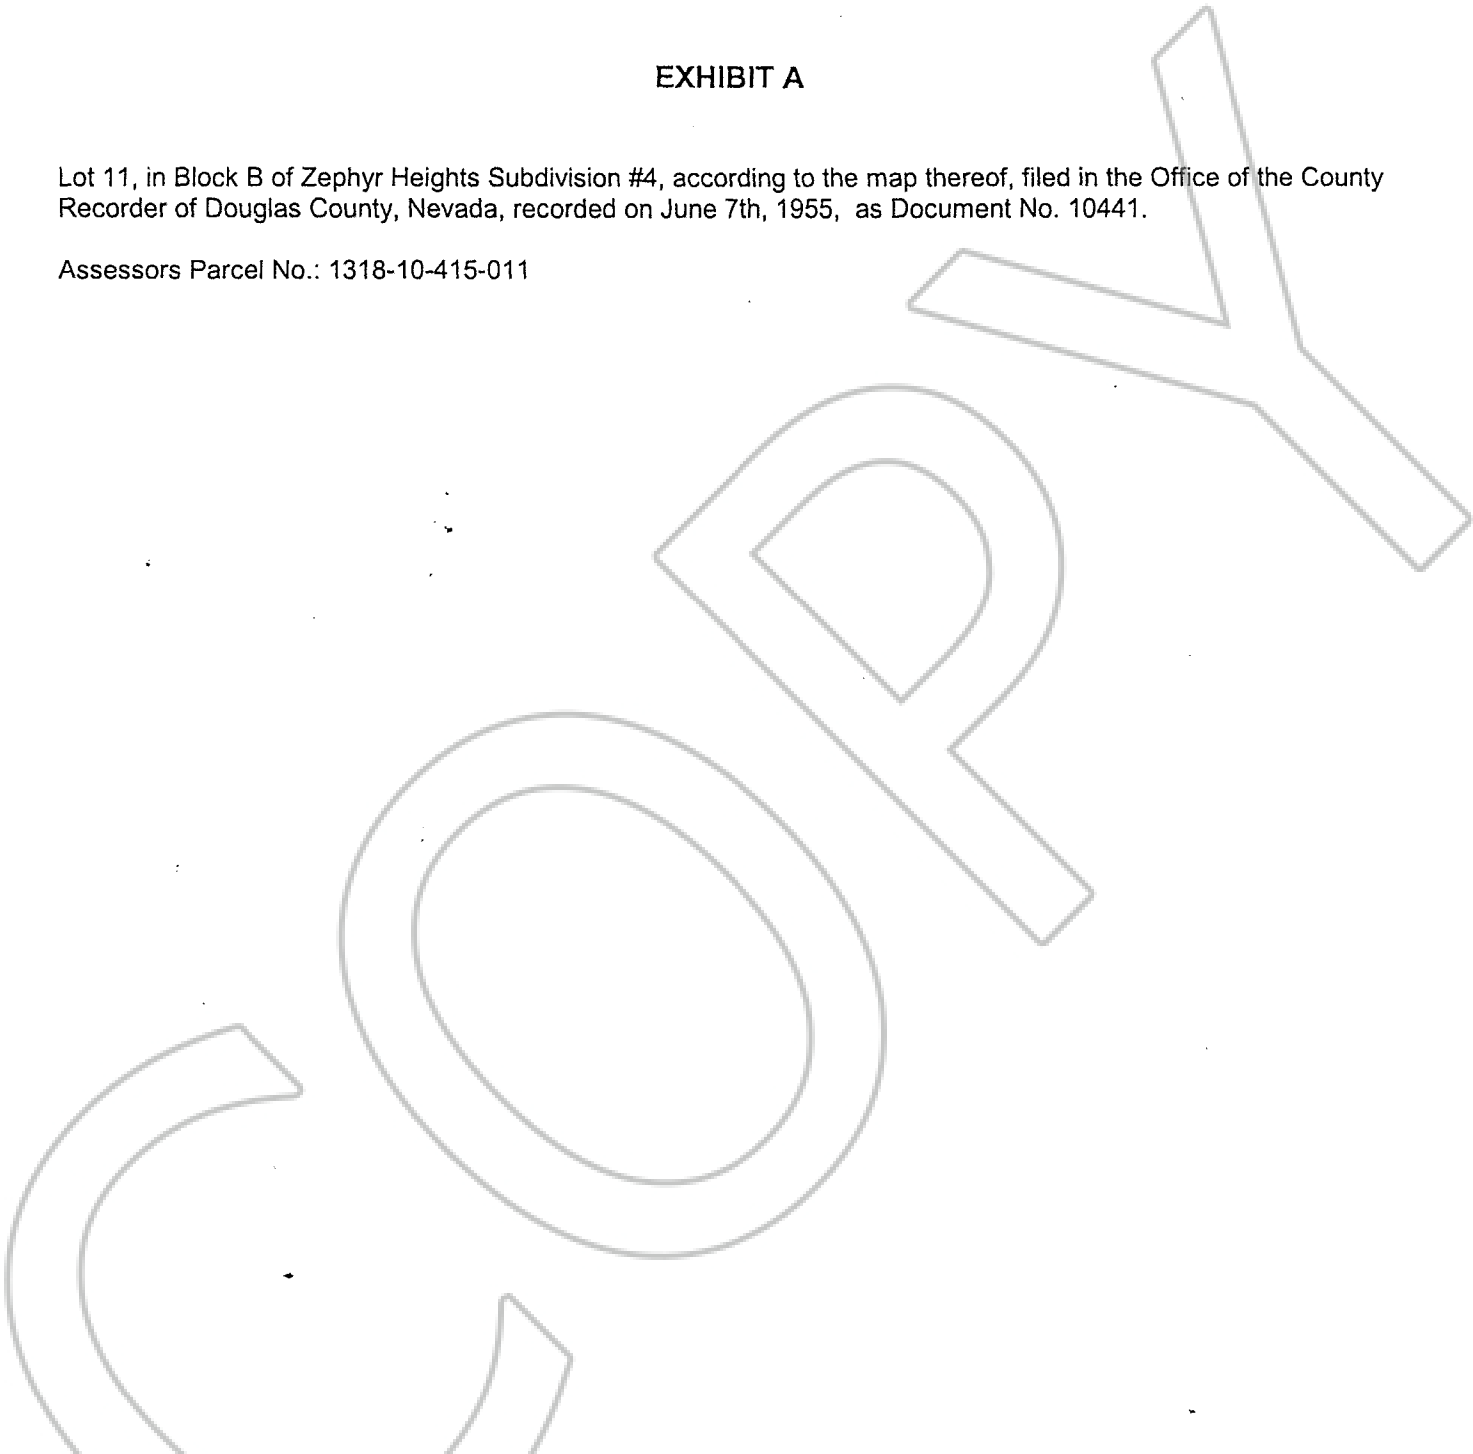 EXHIBIT A
Lot 11, in Block B of Zephyr Heights Subdivision #4, according to the map thereof, filed in the Office of the County
Recorder of Douglas County, Nevada, recorded on June 7th, 1955, as Document No. 10441.
Assessors Parcel No.: 1318-10-415-011
COPY